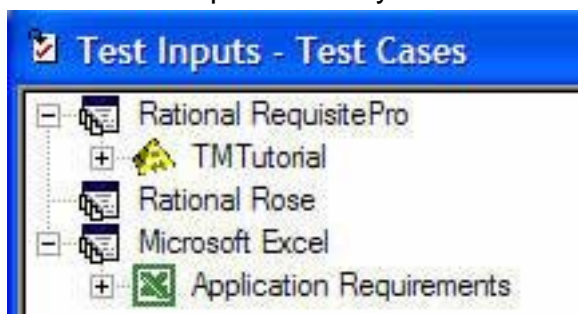 Test Inputs - Test Cases
Rational RequisitePro
TMTutorial
Rational Rose
Microsoft Excel
Application Requirements